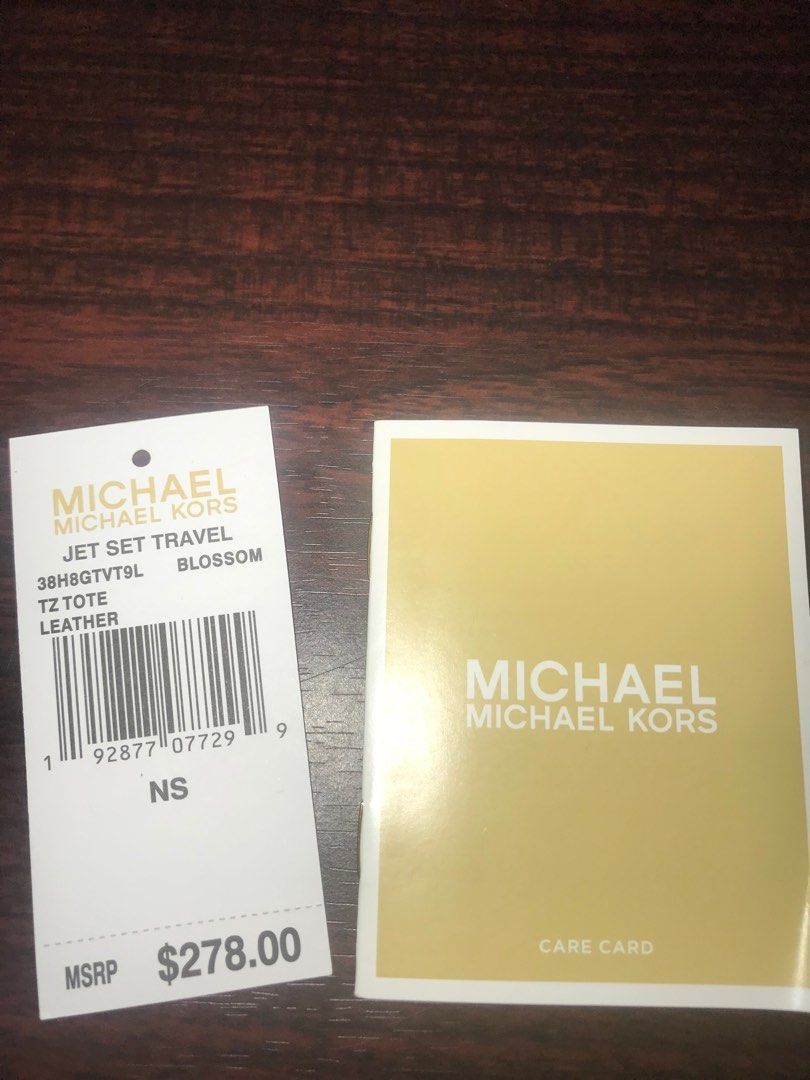 MICHAEL
MICHAEL KORS
JET SET TRAVEL
38H8GTVT9L BLOSSOM
TZ TOTE
LEATHER
1 92877 07729 9
NS
MSRP $278.00
MICHAEL
MICHAEL KORS
CARE CARD